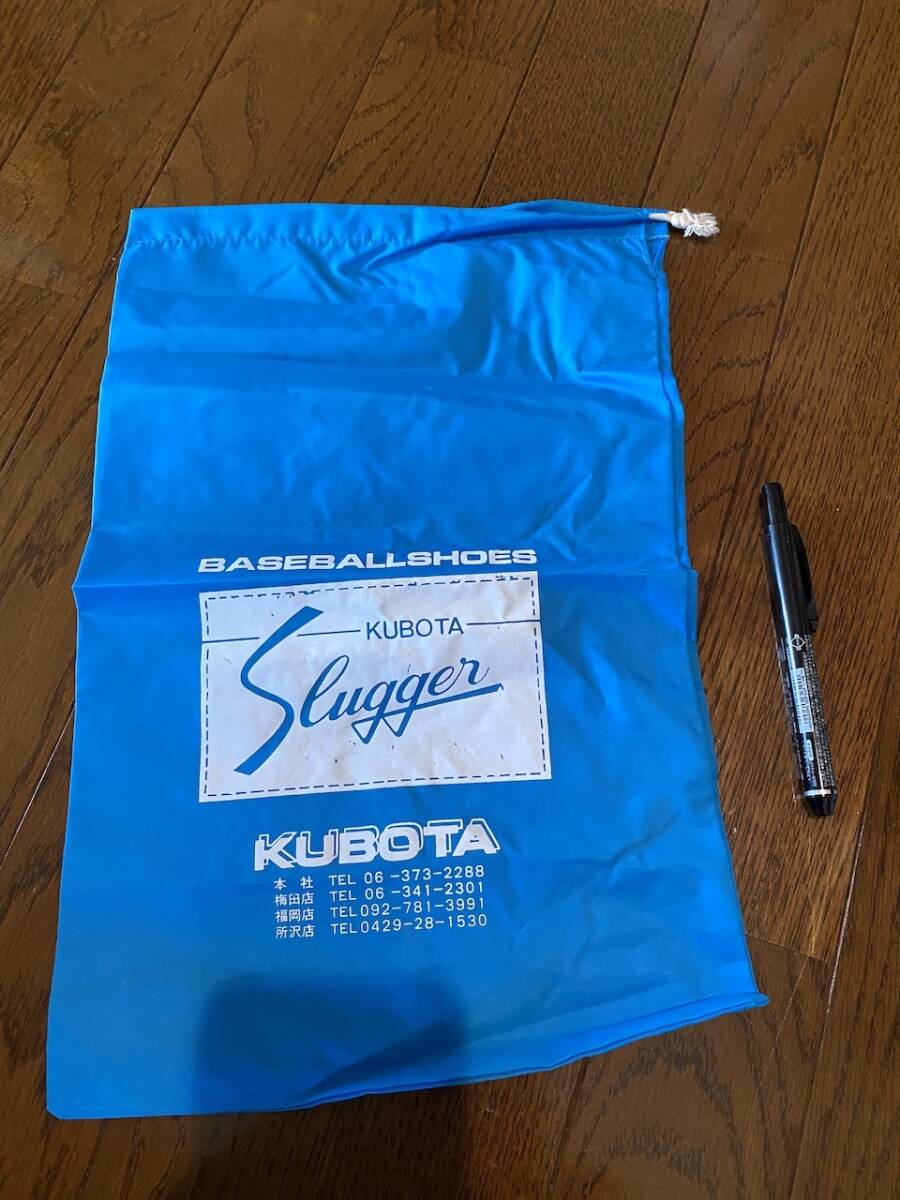 BASEBALLSHOES
KUBOTA
Slugger
KUBOTA
本社 TEL 06-373-2288
梅田店 TEL 06-341-2301
福岡店 TEL 092-781-3991
所沢店 TEL 0429-28-1530